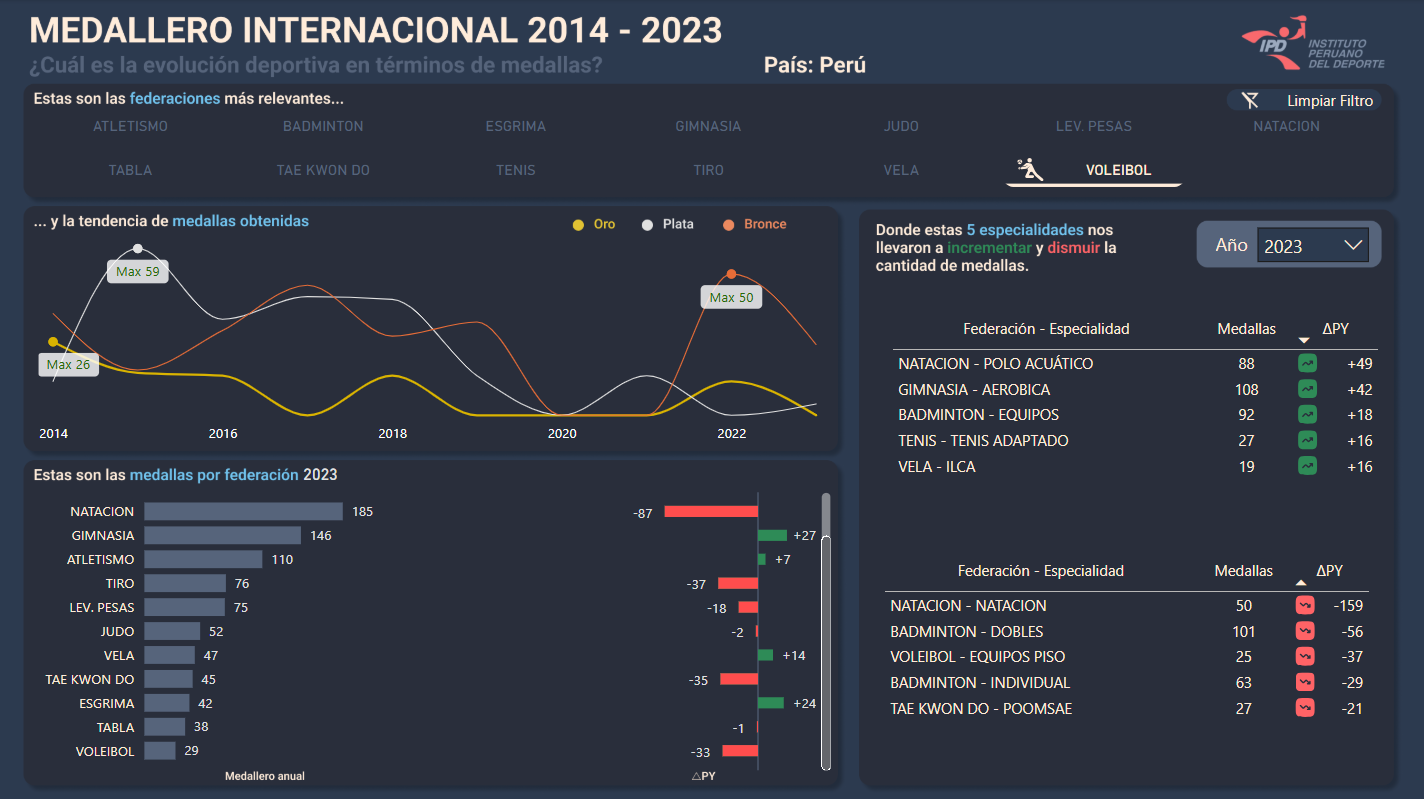 MEDALLERO INTERNACIONAL 2014 - 2023
¿Cuál es la evolución deportiva en términos de medallas?
País: Perú
IPD
INSTITUTO
PERUANO
DEL DEPORTE
Estas son las federaciones más relevantes...
Limpiar Filtro
ATLETISMO BADMINTON ESGRIMA GIMNASIA JUDO LEV. PESAS NATACION
TABLA TAE KWON DO TENIS TIRO VELA VOLEIBOL
... y la tendencia de medallas obtenidas
Oro Plata Bronce
Max 59
Max 50
Max 26
2014 2016 2018 2020 2022
Estas son las medallas por federación 2023
NATACION 185 -87
GIMNASIA 146 +27
ATLETISMO 110 +7
TIRO 76 -37
LEV. PESAS 75 -18
JUDO 52 -2
VELA 47 +14
TAE KWON DO 45 -35
ESGRIMA 42 +24
TABLA 38 -1
VOLEIBOL 29 -33
Medallero anual △PY
Donde estas 5 especialidades nos
llevaron a incrementar y dismuir la
cantidad de medallas.
Año 2023
Federación - Especialidad Medallas ΔPY
NATACION - POLO ACUÁTICO 88 +49
GIMNASIA - AEROBICA 108 +42
BADMINTON - EQUIPOS 92 +18
TENIS - TENIS ADAPTADO 27 +16
VELA - ILCA 19 +16
Federación - Especialidad Medallas ΔPY
NATACION - NATACION 50 -159
BADMINTON - DOBLES 101 -56
VOLEIBOL - EQUIPOS PISO 25 -37
BADMINTON - INDIVIDUAL 63 -29
TAE KWON DO - POOMSAE 27 -21